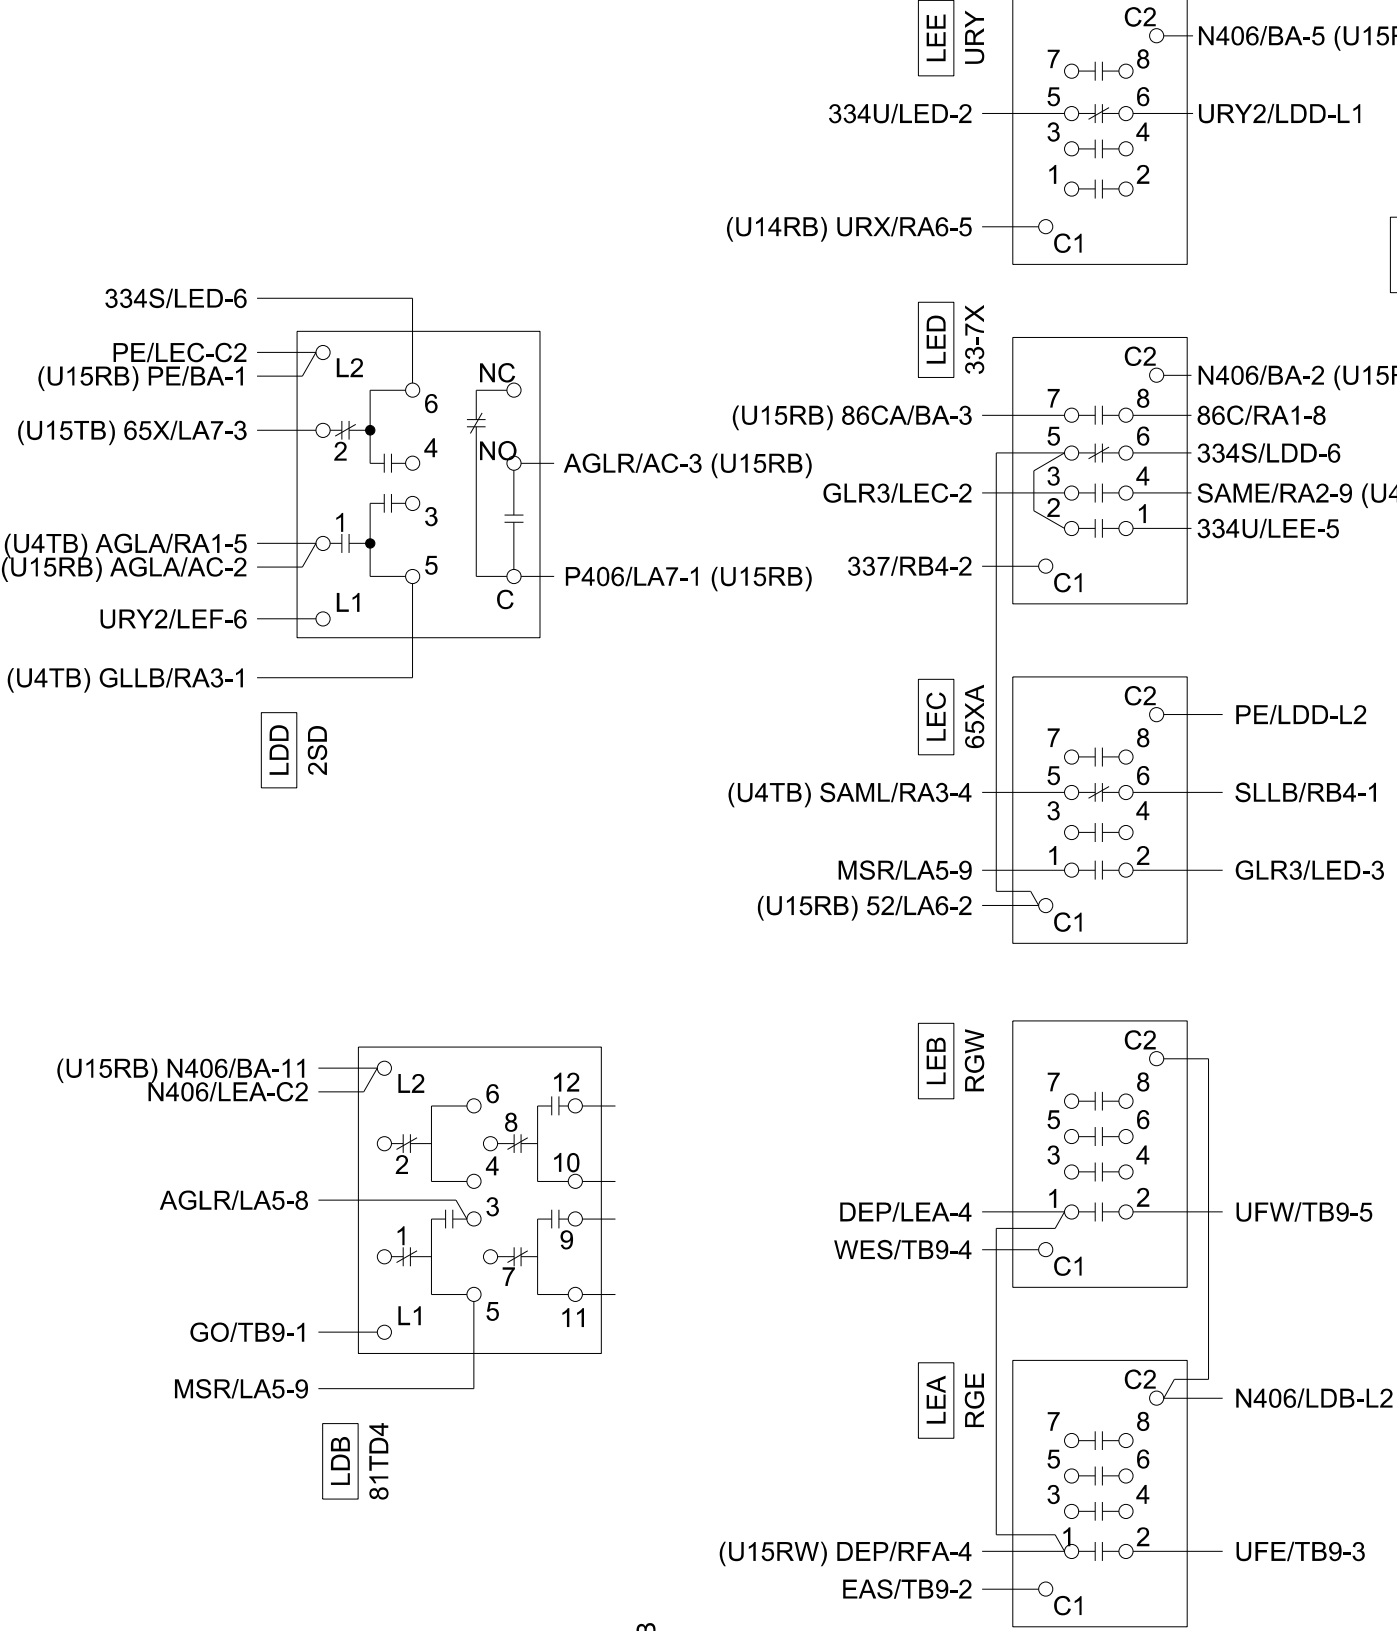 LEE
URY
C2
N406/BA-5 (U15R
7 8
334U/LED-2
5 6
URY2/LDD-L1
3 4
1 2
(U14RB) URX/RA6-5
C1
334S/LED-6
PE/LEC-C2
(U15RB) PE/BA-1
L2
6
NC
(U15TB) 65X/LA7-3
2
4
NO
AGLR/AC-3 (U15RB)
3
1
(U4TB) AGLA/RA1-5
(U15RB) AGLA/AC-2
5
P406/LA7-1 (U15RB)
C
URY2/LEF-6
L1
(U4TB) GLLB/RA3-1
LDD
2SD
LED
33-7X
C2
N406/BA-2 (U15R
(U15RB) 86CA/BA-3
7 8
86C/RA1-8
5 6
334S/LDD-6
GLR3/LEC-2
3 4
SAME/RA2-9 (U4
2 1
334U/LEE-5
337/RB4-2
C1
LEC
65XA
C2
PE/LDD-L2
7 8
(U4TB) SAML/RA3-4
5 6
SLLB/RB4-1
3 4
MSR/LA5-9
1 2
GLR3/LED-3
(U15RB) 52/LA6-2
C1
(U15RB) N406/BA-11
N406/LEA-C2
L2
6
12
8
2
4
10
AGLR/LA5-8
3
1
9
7
5
11
L1
GO/TB9-1
MSR/LA5-9
LDB
81TD4
LEB
RGW
C2
7 8
5 6
3 4
DEP/LEA-4
1 2
UFW/TB9-5
WES/TB9-4
C1
LEA
RGE
C2
N406/LDB-L2
7 8
5 6
3 4
(U15RW) DEP/RFA-4
1 2
UFE/TB9-3
EAS/TB9-2
C1